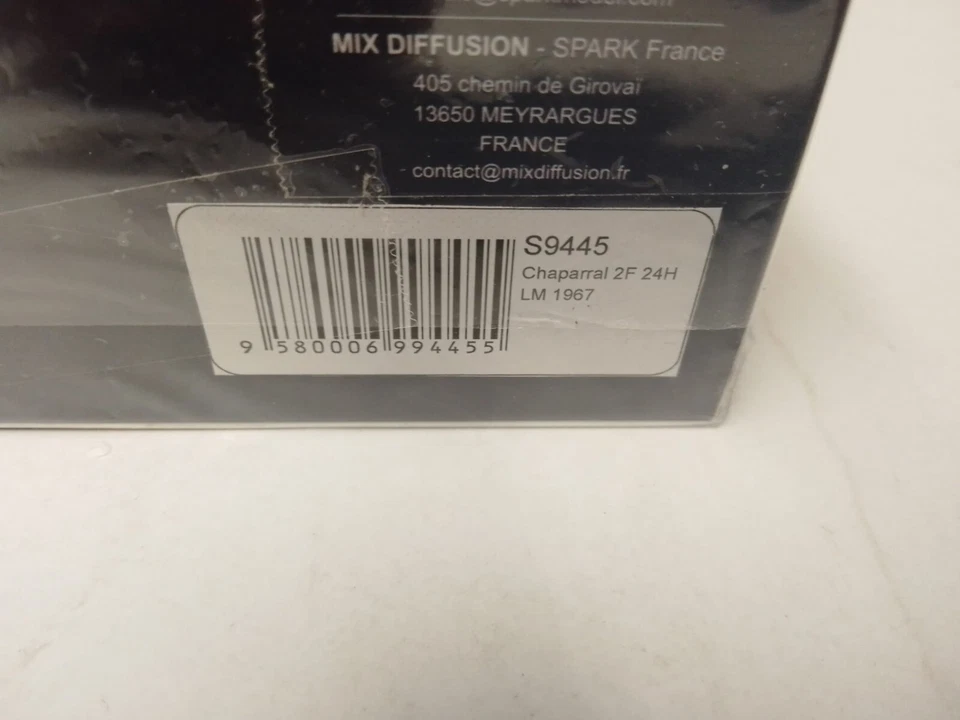 MIX DIFFUSION - SPARK France
405 chemin de Girovaï
13650 MEYRARGUES
FRANCE
contact@mixdiffusion.fr
S9445
Chaparral 2F 24H
LM 1967
9 580006 994455